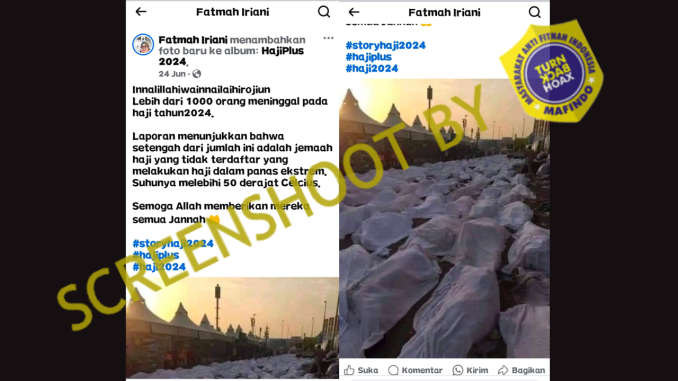 Fatmah Iriani
Fatmah Iriani menambahkan
foto baru ke album: HajiPlus
2024.
24 Jun
Innalillahiwainnailaihirojiun
Lebih dari 1000 orang meninggal pada
haji tahun2024.
Laporan menunjukkan bahwa
setengah dari jumlah ini adalah jemaah
haji yang tidak terdaftar yang
melakukan haji dalam panas ekstrem.
Suhunya melebihi 50 derajat Celcius.
Semoga Allah memberikan mereka
semua Jannah
#storyhaji2024
#hajiplus
#haji2024
Fatmah Iriani
semua Jannah
#storyhaji2024
#hajiplus
#haji2024
Suka
Komentar
Kirim
Bagikan
SCREENSHOOT BY
MASYARAKAT ANTI FITNAH INDONESIA
TURN
BACK
HOAX
MAFINDO